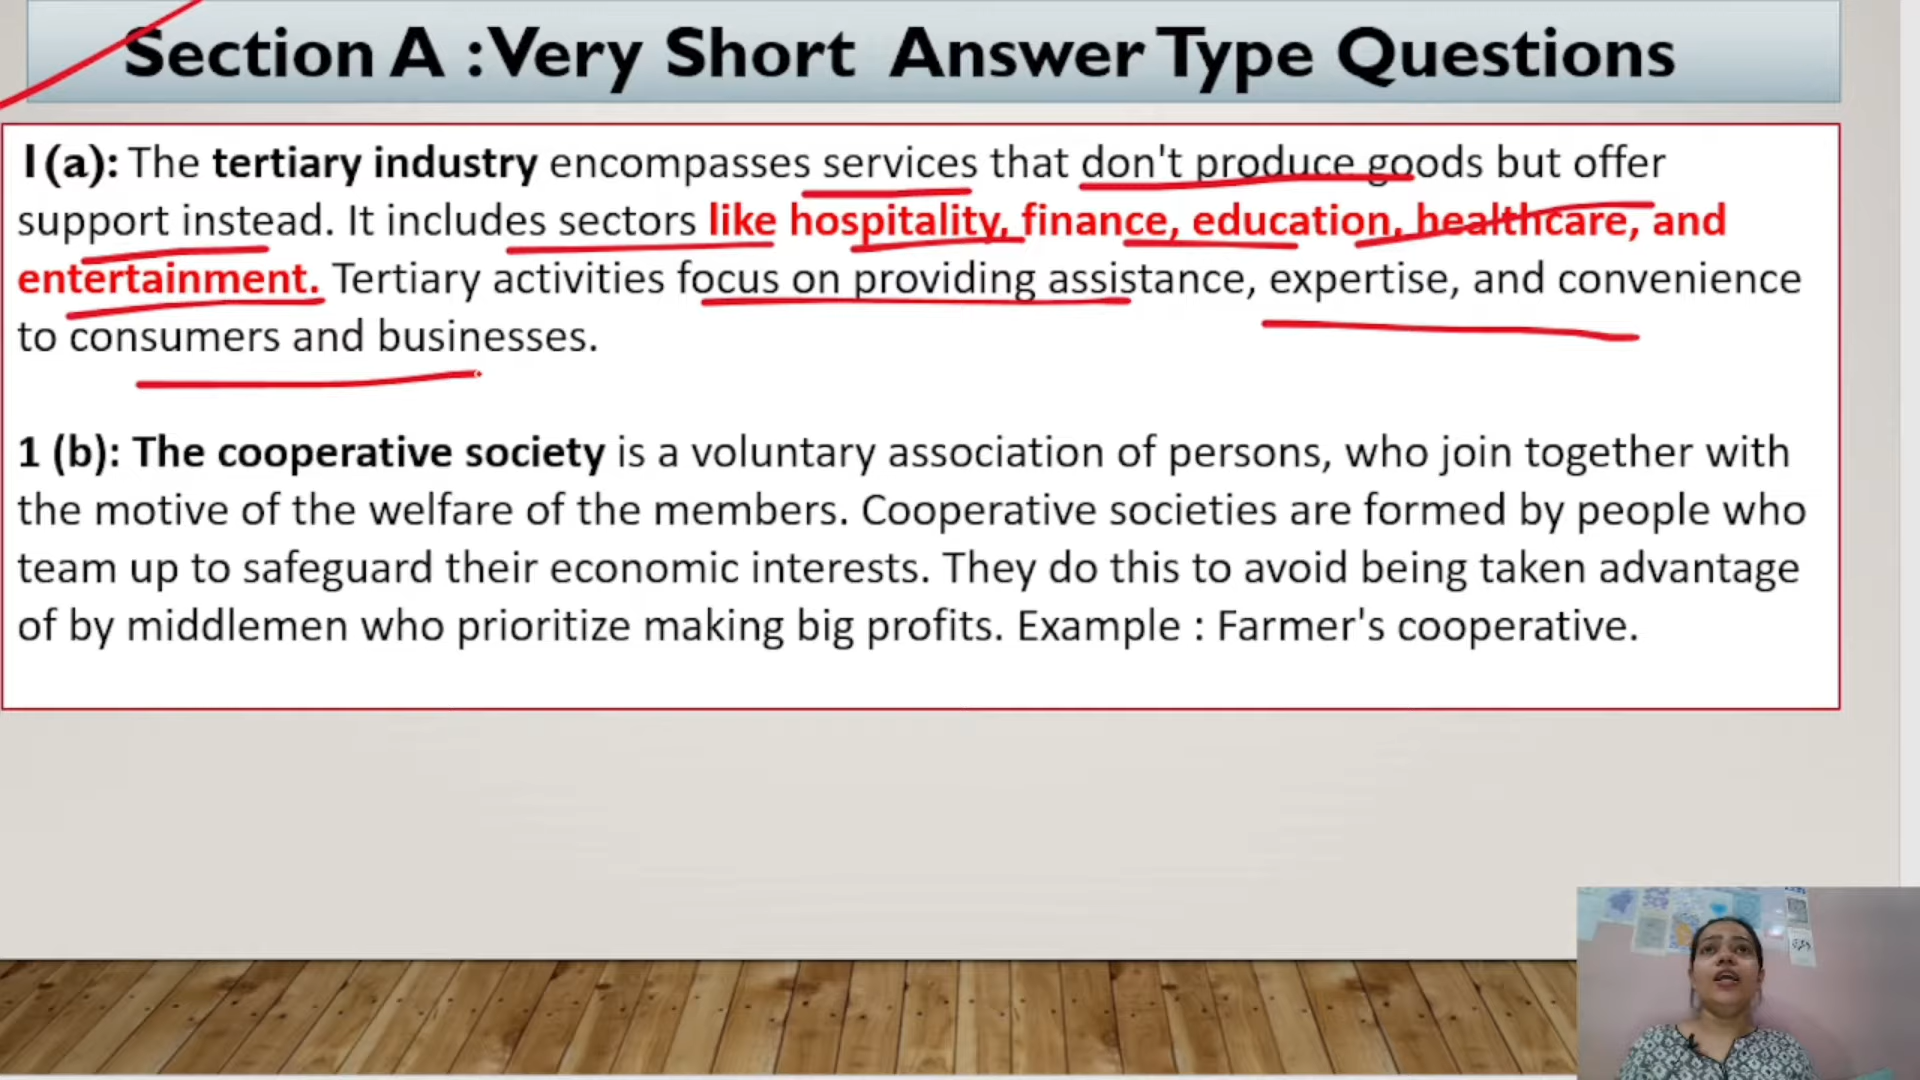 Section A : Very Short Answer Type Questions
1(a): The tertiary industry encompasses services that don't produce goods but offer
support instead. It includes sectors like hospitality, finance, education, healthcare, and
entertainment. Tertiary activities focus on providing assistance, expertise, and convenience
to consumers and businesses.
1 (b): The cooperative society is a voluntary association of persons, who join together with
the motive of the welfare of the members. Cooperative societies are formed by people who
team up to safeguard their economic interests. They do this to avoid being taken advantage
of by middlemen who prioritize making big profits. Example : Farmer's cooperative.